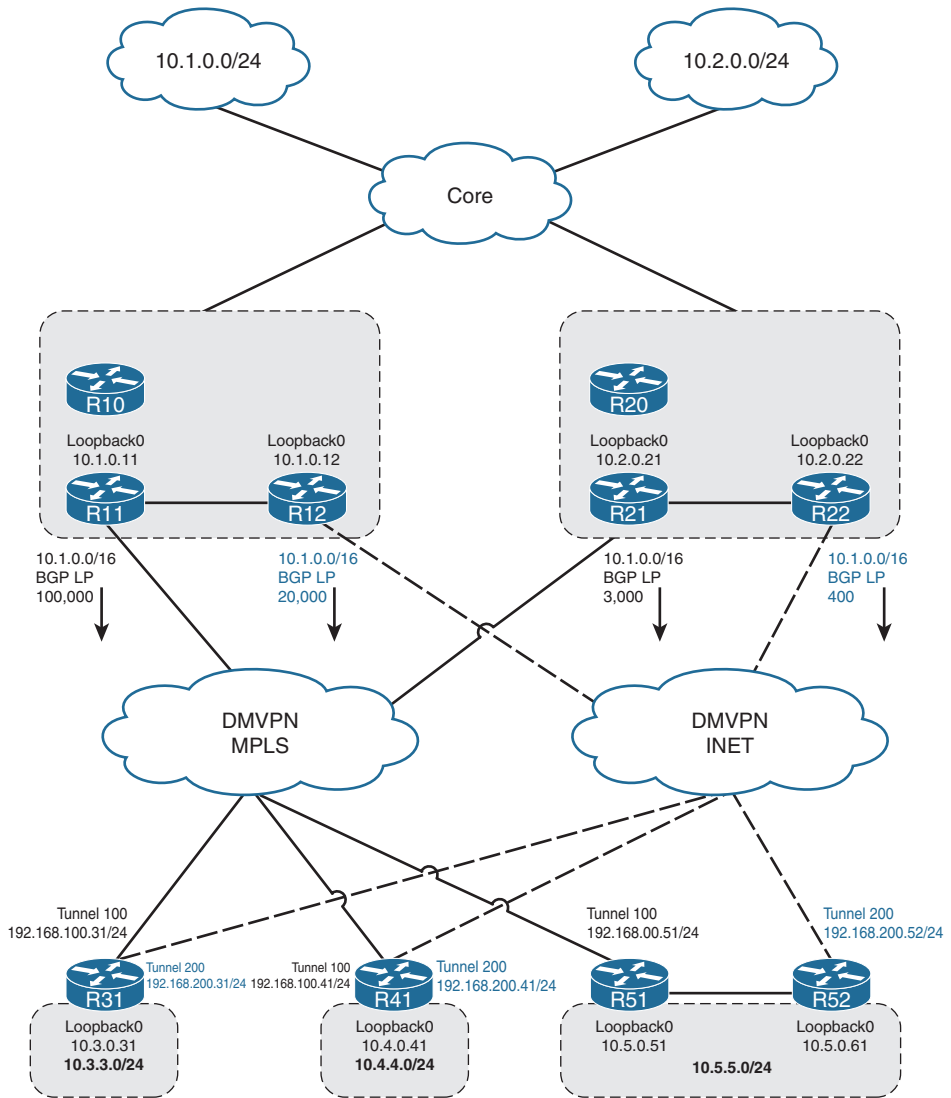 10.1.0.0/24
10.2.0.0/24
Core
R10
R20
Loopback0
10.1.0.11
Loopback0
10.1.0.12
Loopback0
10.2.0.21
Loopback0
10.2.0.22
R11
R12
R21
R22
10.1.0.0/16
BGP LP
100,000
10.1.0.0/16
BGP LP
20,000
10.1.0.0/16
BGP LP
3,000
10.1.0.0/16
BGP LP
400
DMVPN
MPLS
DMVPN
INET
Tunnel 100
192.168.100.31/24
Tunnel 200
192.168.200.31/24
Tunnel 100
192.168.100.41/24
Tunnel 200
192.168.200.41/24
Tunnel 100
192.168.00.51/24
Tunnel 200
192.168.200.52/24
R31
R41
R51
R52
Loopback0
10.3.0.31
10.3.3.0/24
Loopback0
10.4.0.41
10.4.4.0/24
Loopback0
10.5.0.51
Loopback0
10.5.0.61
10.5.5.0/24